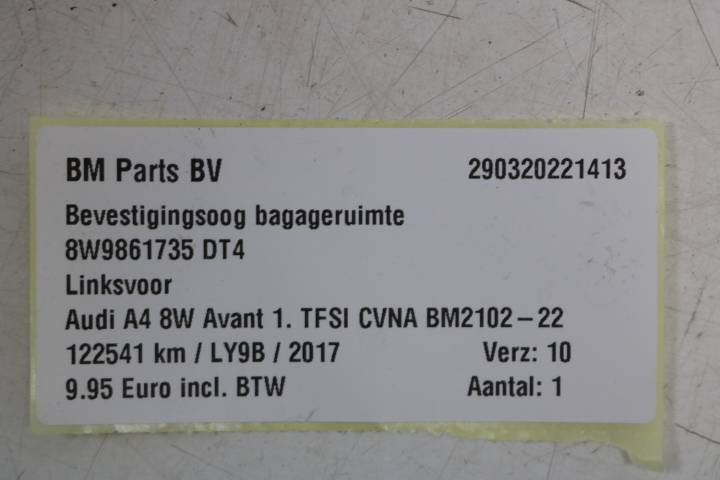 BM Parts BV 290320221413
Bevestigingsoog bagageruimte
8W9861735 DT4
Linksvoor
Audi A4 8W Avant 1. TFSI CVNA BM2102-22
122541 km / LY9B / 2017 Verz: 10
9.95 Euro incl. BTW Aantal: 1